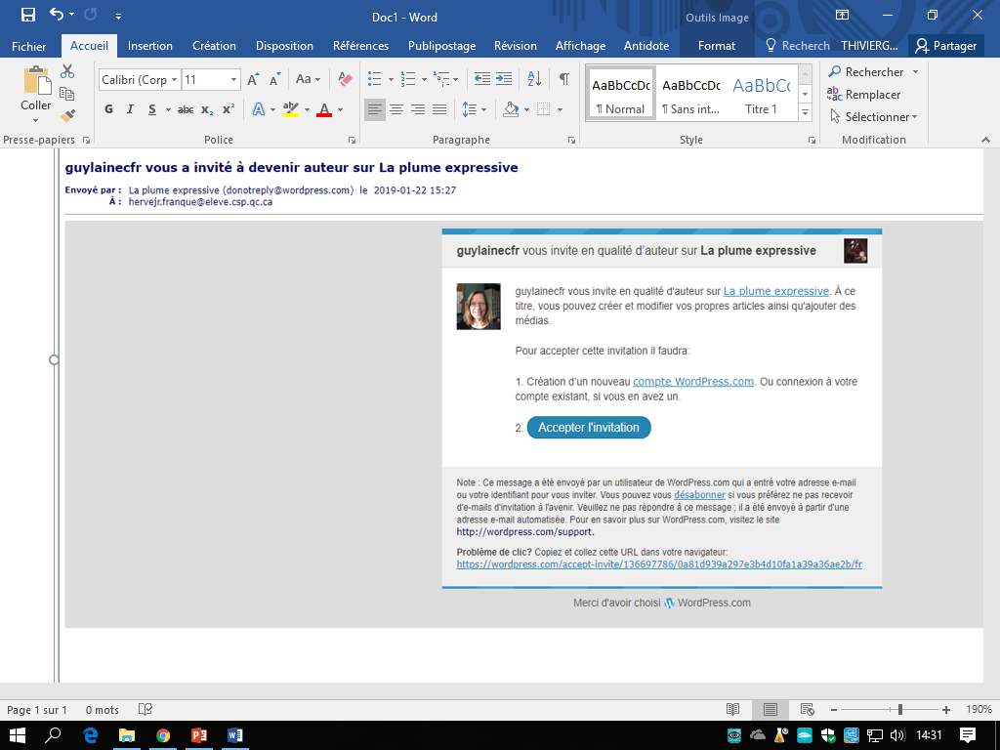 Doc1 - Word
Outils Image
Fichier
Accueil
Insertion
Création
Disposition
Références
Publipostage
Révision
Affichage
Antidote
Format
Recherch
THIVIERG...
Partager
Coller
Calibri (Corp
11
Aa
G I S abc x₂ x²
AaBbCcDc
¶ Normal
AaBbCcDc
¶ Sans int...
AaBbCc
Titre 1
Rechercher
Remplacer
Sélectionner
Presse-papiers
Police
Paragraphe
Style
Modification
guylainecfr vous a invité à devenir auteur sur La plume expressive
Envoyé par : La plume expressive (donotreply@wordpress.com) le 2019-01-22 15:27
À : hervejr.franque@eleve.csp.qc.ca
guylainecfr vous invite en qualité d'auteur sur La plume expressive
guylainecfr vous invite en qualité d'auteur sur La plume expressive. À ce
titre, vous pouvez créer et modifier vos propres articles ainsi qu'ajouter des
médias.
Pour accepter cette invitation il faudra:
1. Création d'un nouveau compte WordPress.com. Ou connexion à votre
compte existant, si vous en avez un.
2. Accepter l'invitation
Note : Ce message a été envoyé par un utilisateur de WordPress.com qui a entré votre adresse e-mail
ou votre identifiant pour vous inviter. Vous pouvez vous désabonner si vous préférez ne pas recevoir
d'e-mails d'invitation à l'avenir. Veuillez ne pas répondre à ce message ; il a été envoyé à partir d'une
adresse e-mail automatisée. Pour en savoir plus sur WordPress.com, visitez le site
http://wordpress.com/support.
Problème de clic? Copiez et collez cette URL dans votre navigateur:
https://wordpress.com/accept-invite/136697786/0a81d939a297e3b4d10fa1a39a36ae2b/fr
Merci d'avoir choisi WordPress.com
Page 1 sur 1
0 mots
190%
14:31